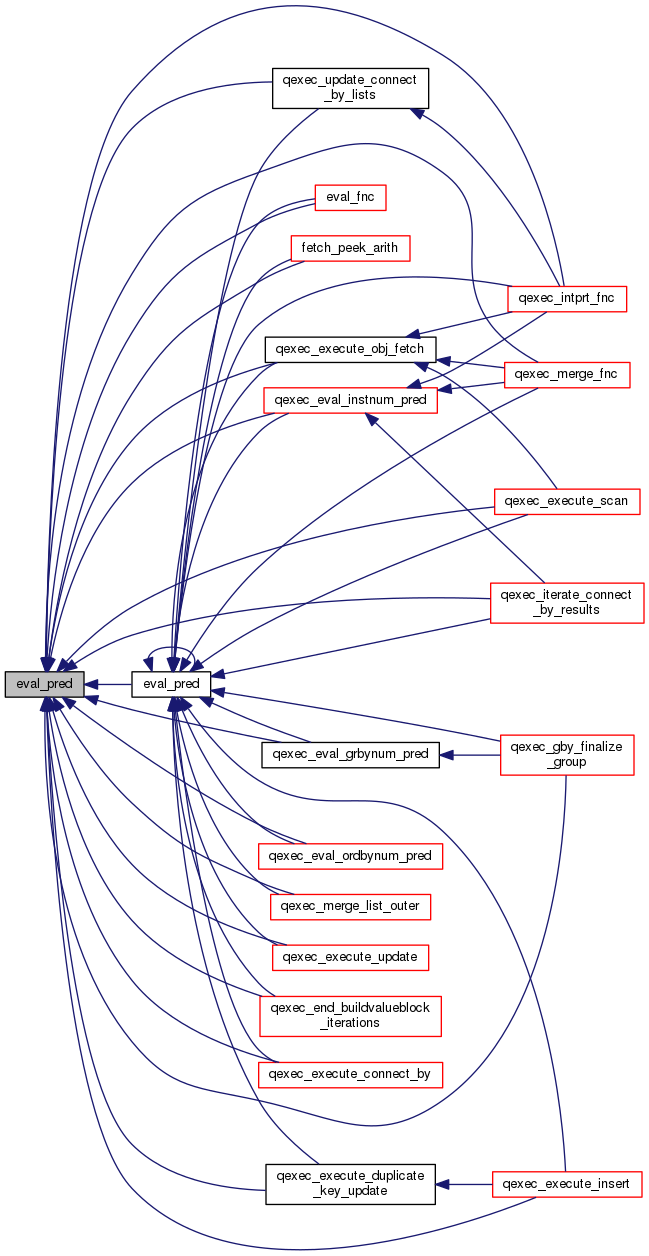 qexec_update_connect
_by_lists
eval_fnc
fetch_peek_arith
qexec_intprt_fnc
qexec_execute_obj_fetch
qexec_merge_fnc
qexec_eval_instnum_pred
qexec_execute_scan
qexec_iterate_connect
_by_results
eval_pred
eval_pred
qexec_eval_grbynum_pred
qexec_gby_finalize
_group
qexec_eval_ordbynum_pred
qexec_merge_list_outer
qexec_execute_update
qexec_end_buildvalueblock
_iterations
qexec_execute_connect_by
qexec_execute_duplicate
_key_update
qexec_execute_insert